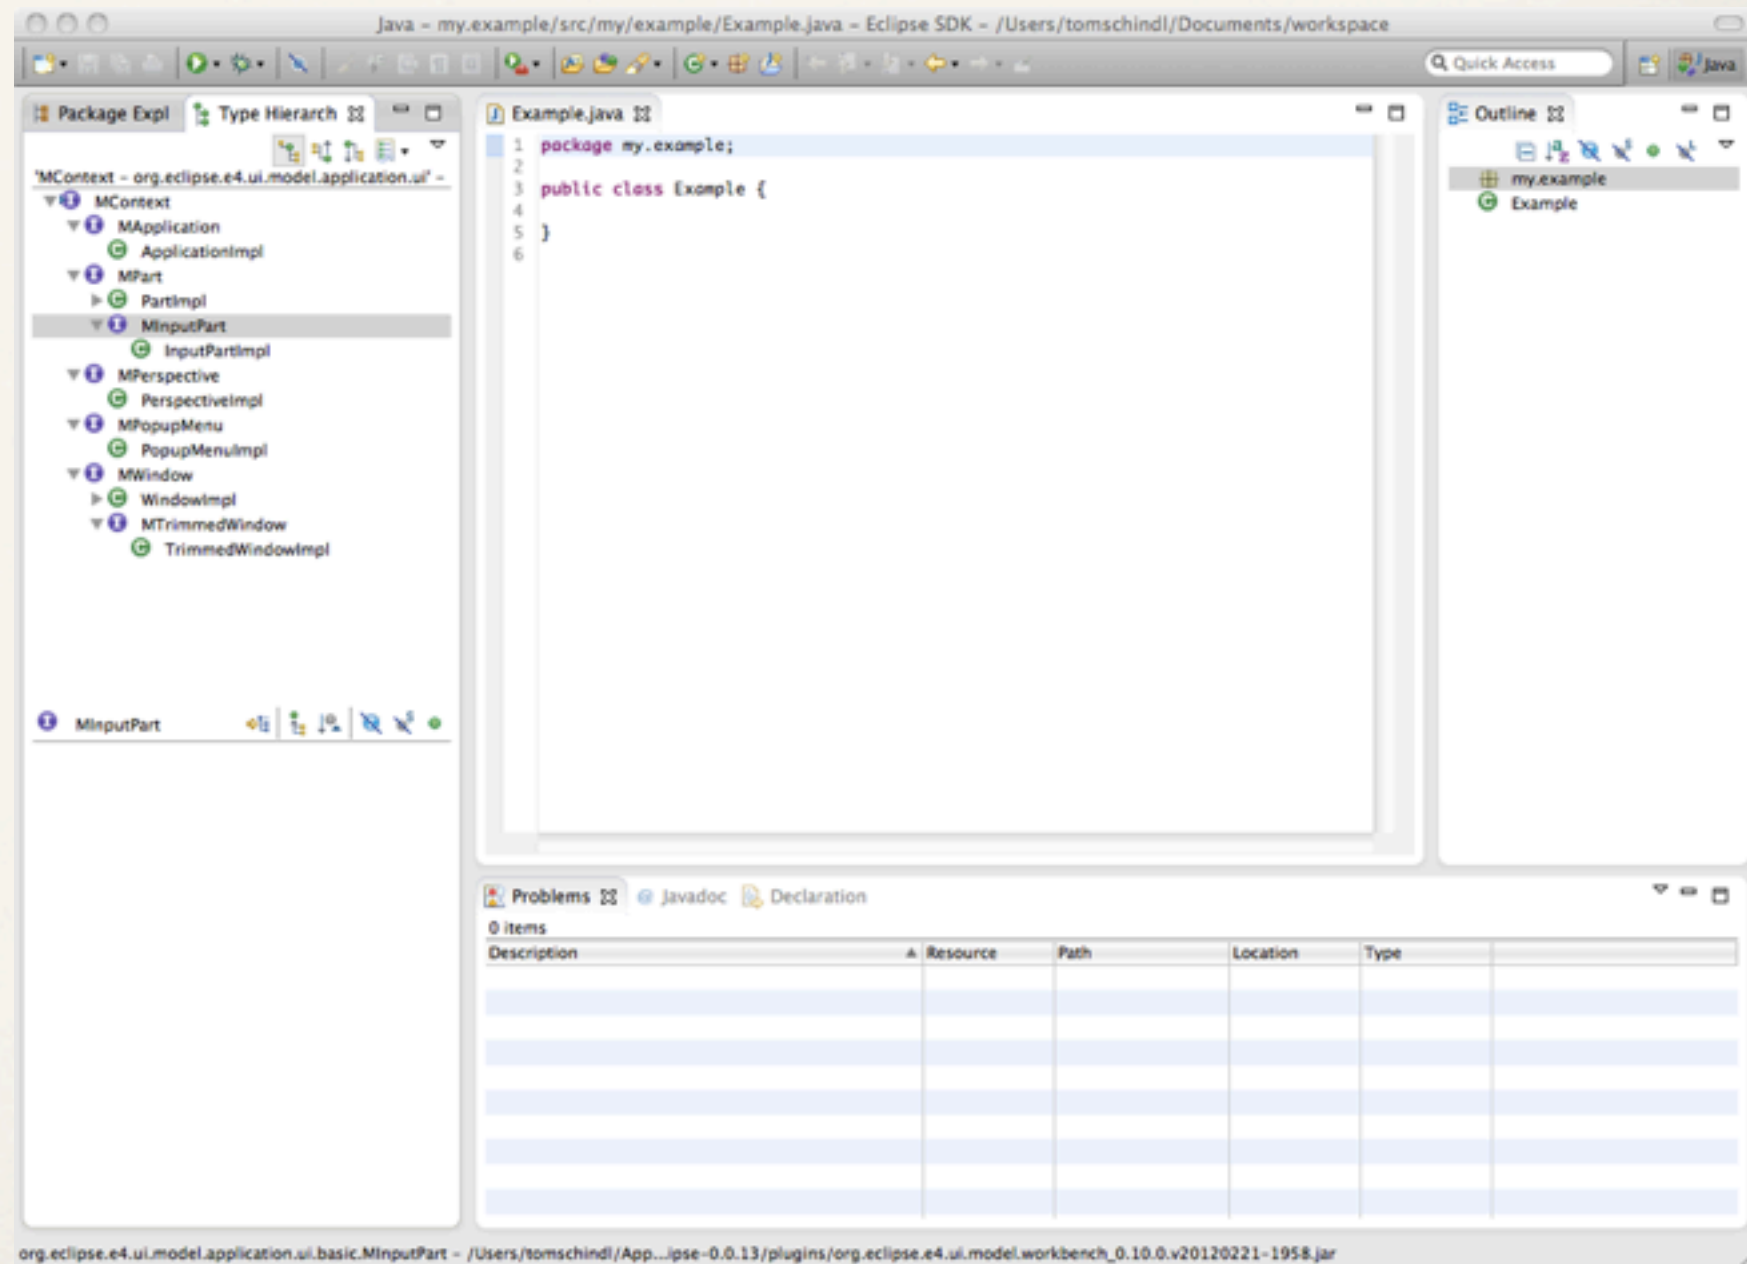 Java – my.example/src/my/example/Example.java – Eclipse SDK – /Users/tomschindl/Documents/workspace
Quick Access
Java
Package Expl
Type Hierarch
'MContext – org.eclipse.e4.ui.model.application.ui' –
MContext
MApplication
ApplicationImpl
MPart
PartImpl
MInputPart
InputPartImpl
MPerspective
PerspectiveImpl
MPopupMenu
PopupMenuImpl
MWindow
WindowImpl
MTrimmedWindow
TrimmedWindowImpl
MInputPart
Example.java
1 package my.example;
2
3 public class Example {
4
5 }
6
Outline
my.example
Example
Problems Javadoc Declaration
0 items
Description Resource Path Location Type
org.eclipse.e4.ui.model.application.ui.basic.MInputPart – /Users/tomschindl/App...ipse-0.0.13/plugins/org.eclipse.e4.ui.model.workbench_0.10.0.v20120221-1958.jar